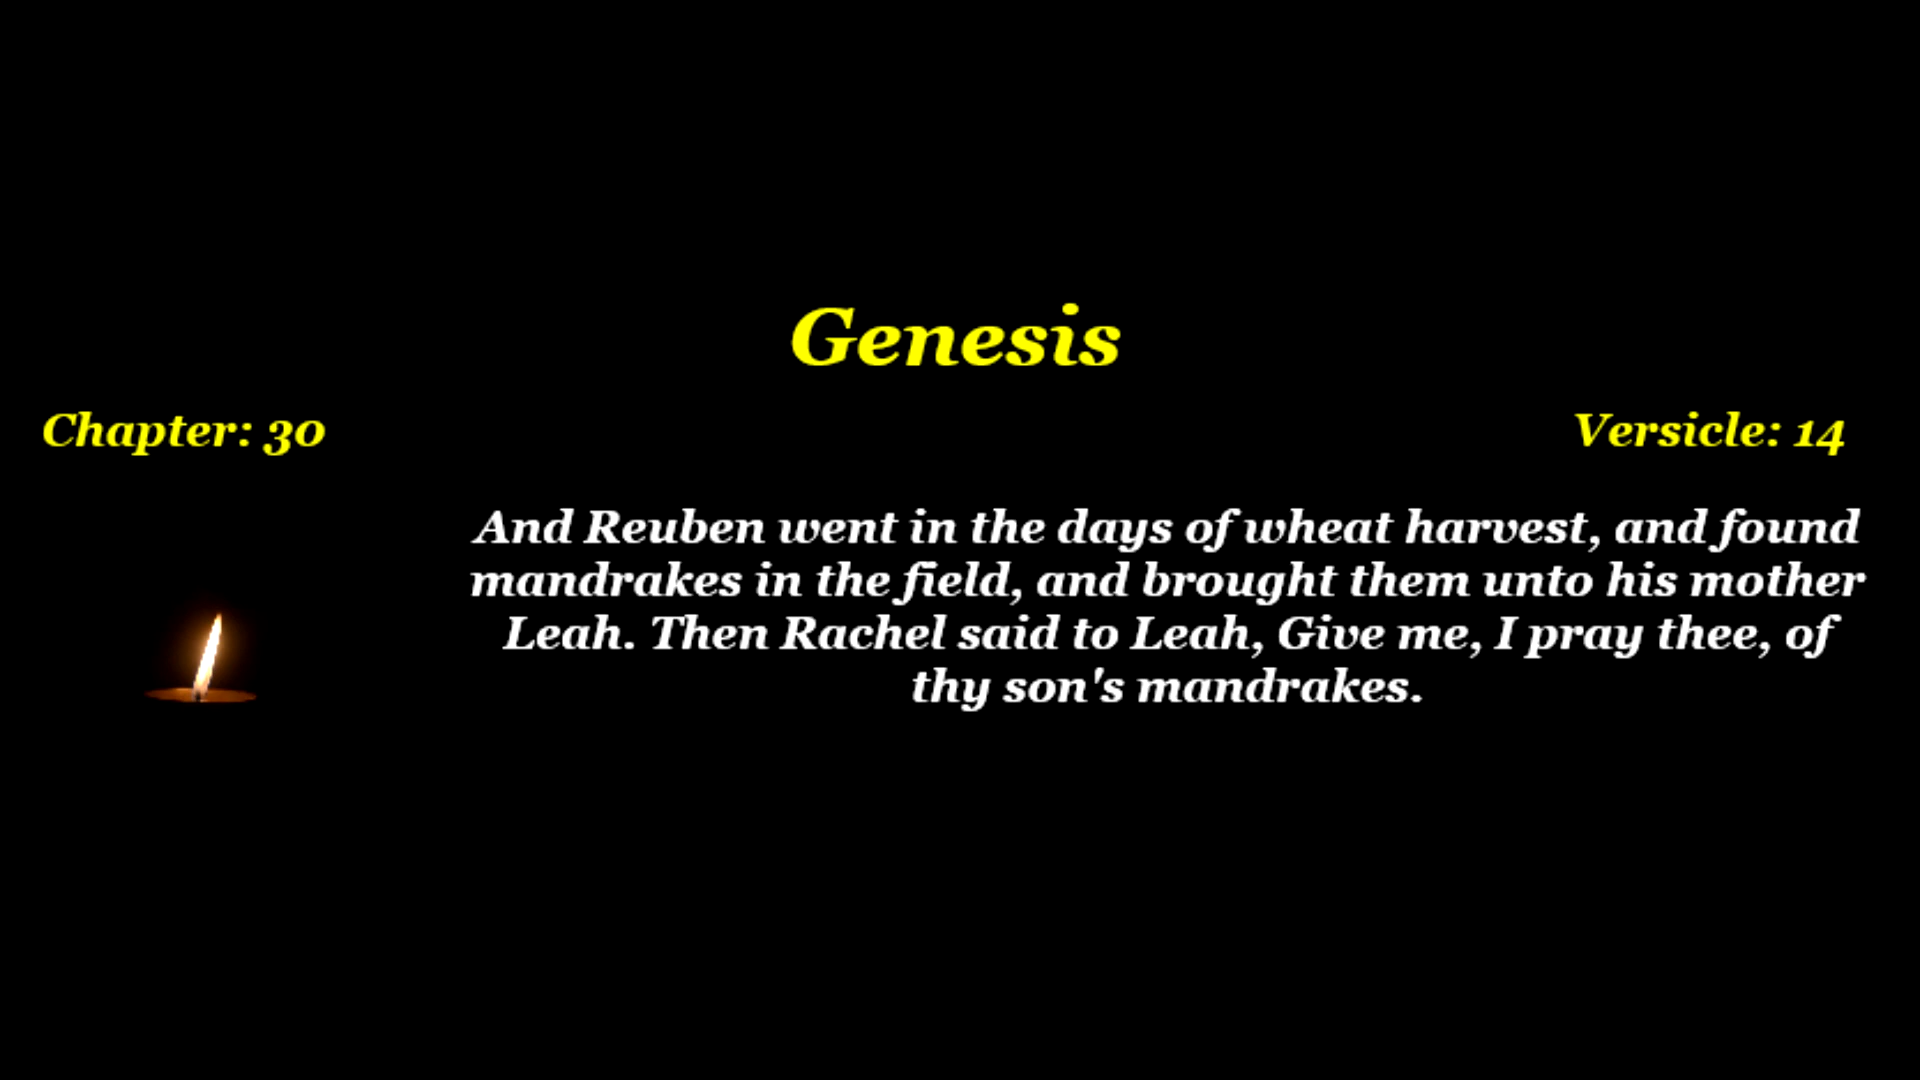 Genesis
Chapter: 30
Versicle: 14
And Reuben went in the days of wheat harvest, and found
mandrakes in the field, and brought them unto his mother
Leah. Then Rachel said to Leah, Give me, I pray thee, of
thy son's mandrakes.